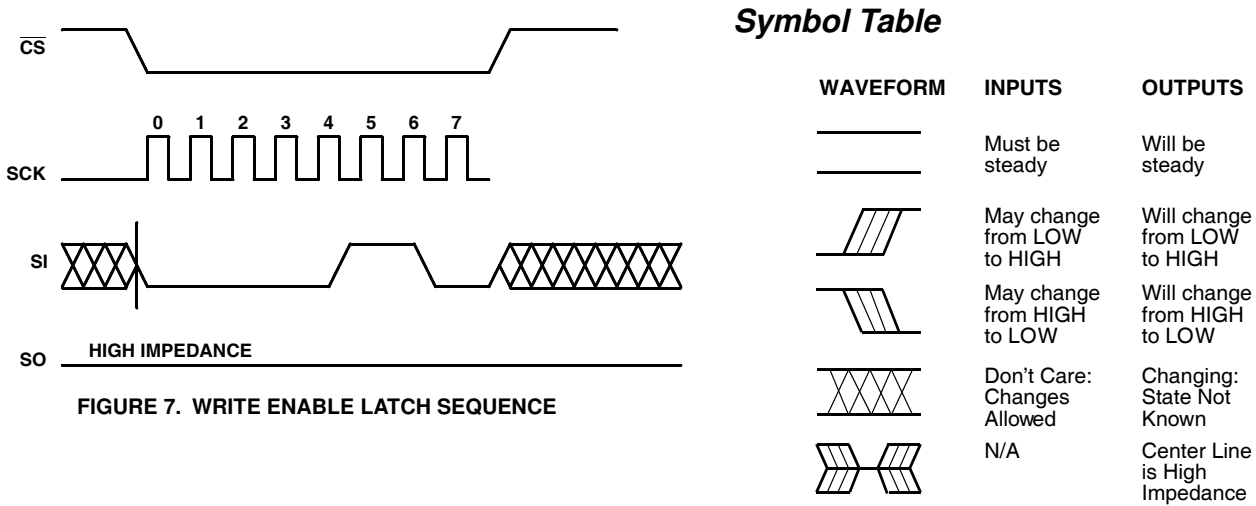 CS
0 1 2 3 4 5 6 7
SCK
SI
SO
HIGH IMPEDANCE
FIGURE 7. WRITE ENABLE LATCH SEQUENCE
Symbol Table
WAVEFORM INPUTS OUTPUTS
Must be
steady
Will be
steady
May change
from LOW
to HIGH
Will change
from LOW
to HIGH
May change
from HIGH
to LOW
Will change
from HIGH
to LOW
Don't Care:
Changes
Allowed
Changing:
State Not
Known
N/A
Center Line
is High
Impedance